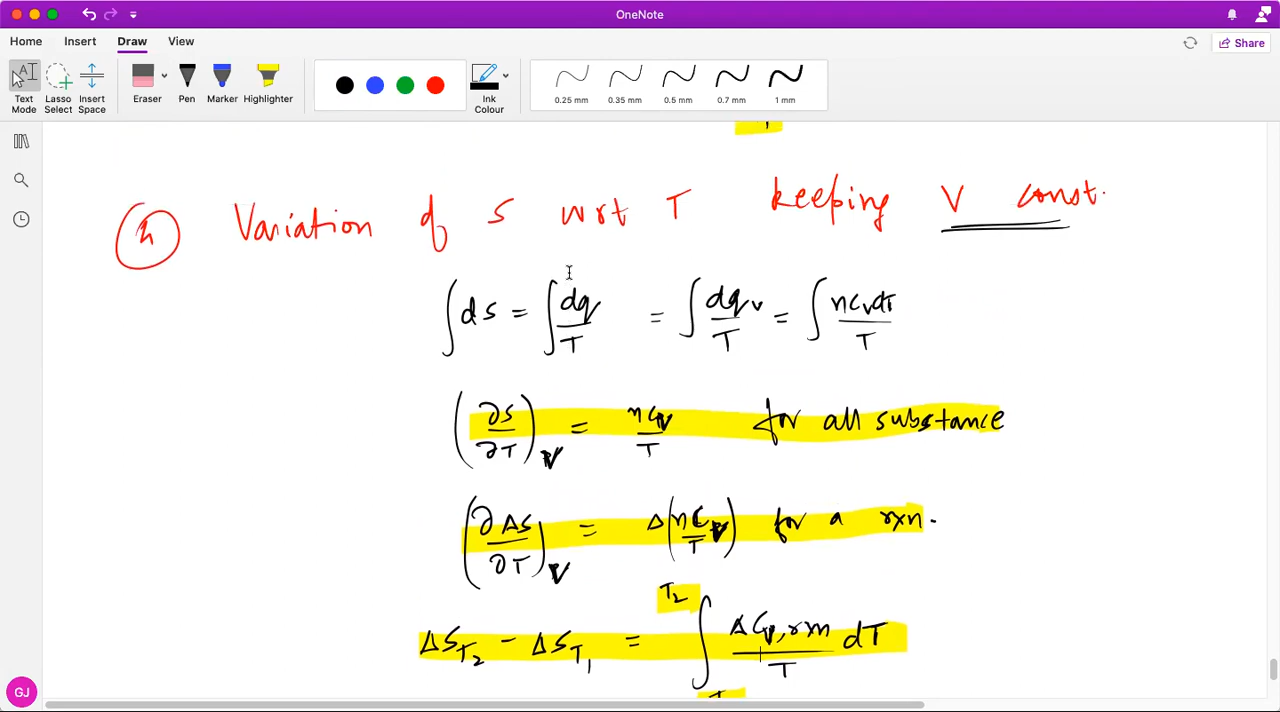 OneNote
Home Insert Draw View
Share
Text Mode
Lasso Select
Insert Space
Eraser
Pen
Marker
Highlighter
Ink Colour
0.25 mm 0.35 mm 0.5 mm 0.7 mm 1 mm
Variation of S wrt T keeping V const.
∫dS = ∫dq/T = ∫dqv/T = ∫nCvdT/T
(∂S/∂T)V = nCV/T for all substance
(∂ΔS/∂T)V = Δ(nCV/T) for a rxn.
ΔST2 - ΔST1 = ∫T2 ΔCV,rxn/T dT
GJ